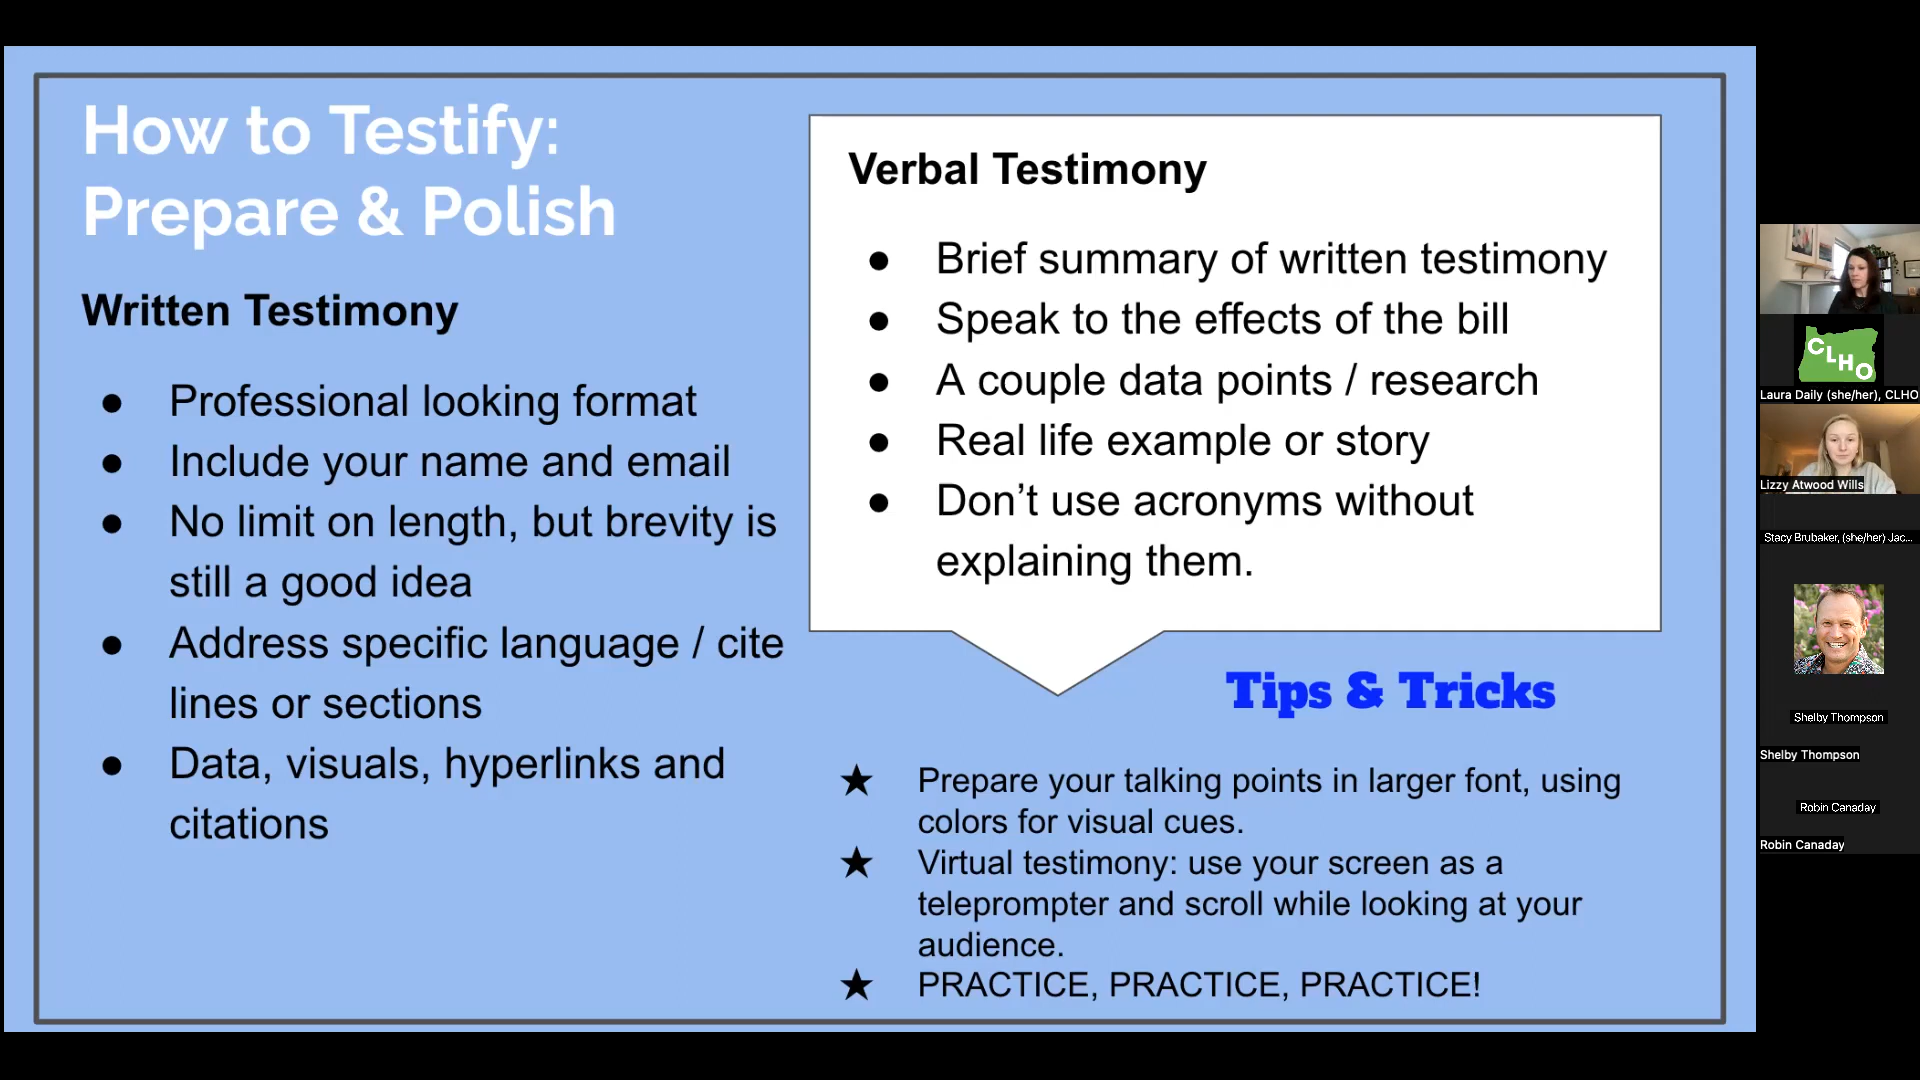 How to Testify:
Prepare & Polish
Written Testimony
● Professional looking format
● Include your name and email
● No limit on length, but brevity is
still a good idea
● Address specific language / cite
lines or sections
● Data, visuals, hyperlinks and
citations
Verbal Testimony
● Brief summary of written testimony
● Speak to the effects of the bill
● A couple data points / research
● Real life example or story
● Don’t use acronyms without
explaining them.
Tips & Tricks
★ Prepare your talking points in larger font, using
colors for visual cues.
★ Virtual testimony: use your screen as a
teleprompter and scroll while looking at your
audience.
★ PRACTICE, PRACTICE, PRACTICE!
CLHO
Laura Daily (she/her), CLHO
Lizzy Atwood Wills
Stacy Brubaker, (she/her) Jac...
Shelby Thompson
Shelby Thompson
Robin Canaday
Robin Canaday